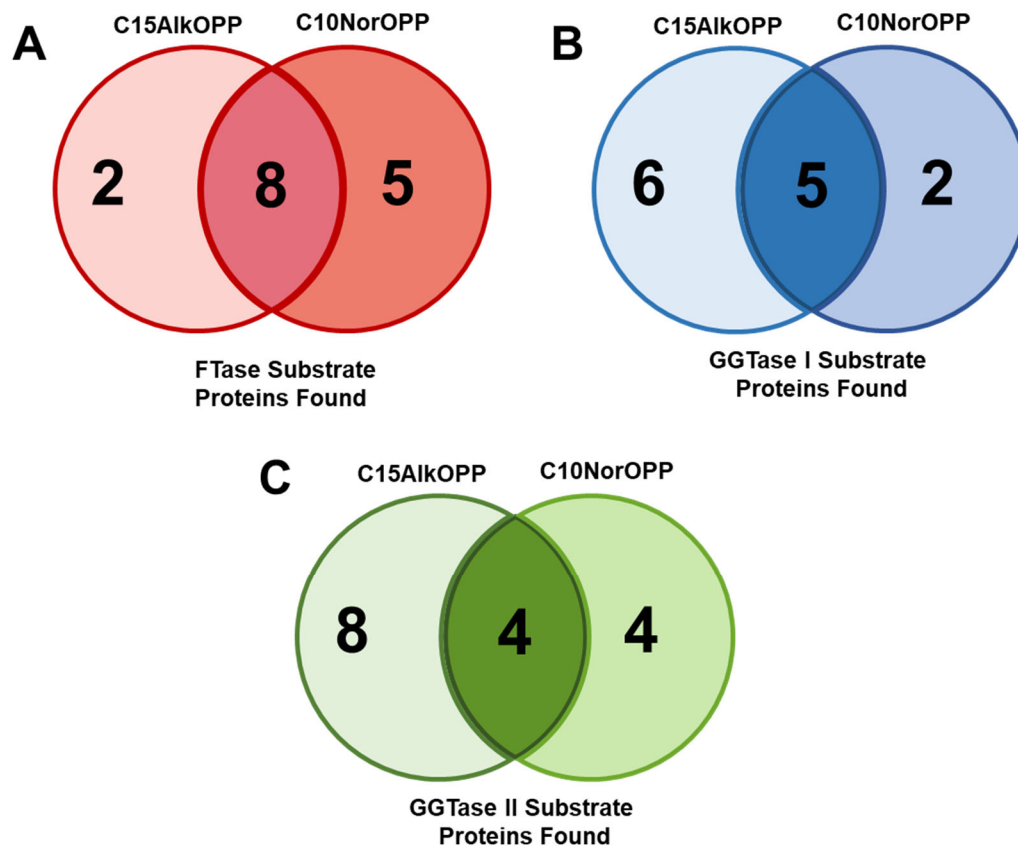 A
C15AlkOPP
C10NorOPP
2
8
5
FTase Substrate
Proteins Found
B
C15AlkOPP
C10NorOPP
6
5
2
GGTase I Substrate
Proteins Found
C
C15AlkOPP
C10NorOPP
8
4
4
GGTase II Substrate
Proteins Found